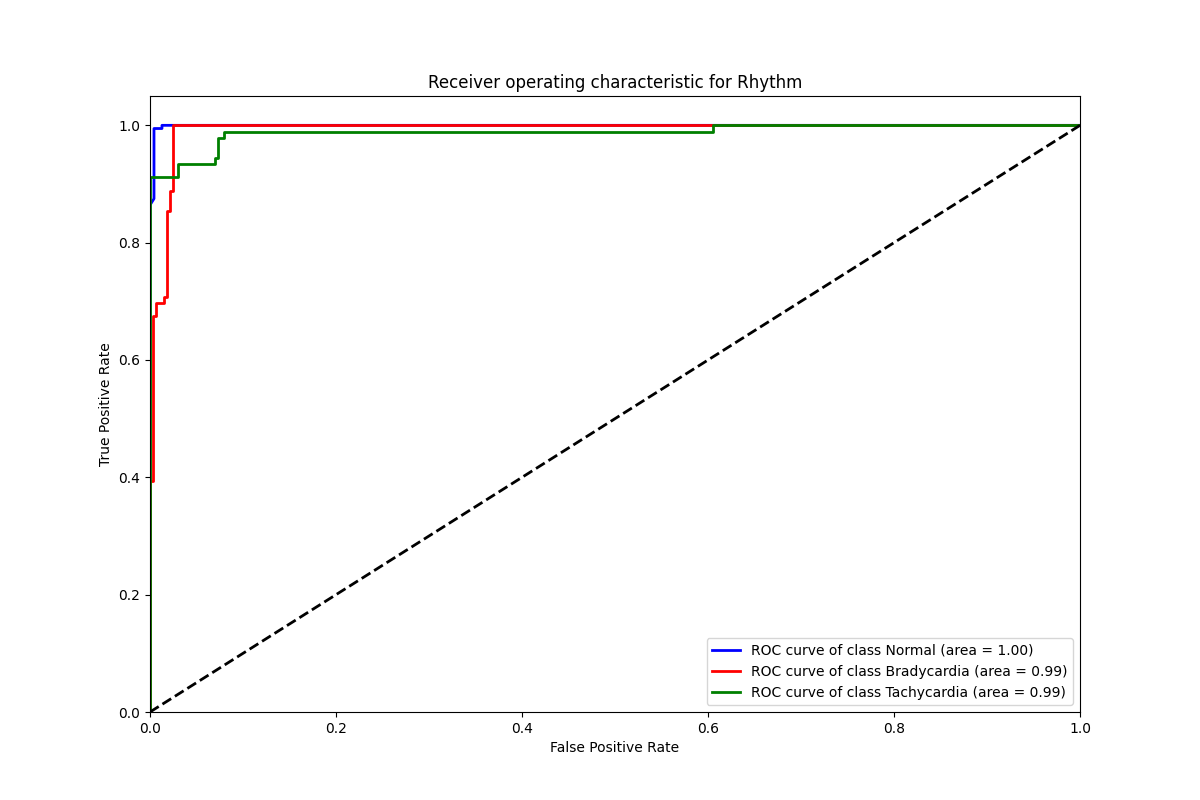 Receiver operating characteristic for Rhythm
True Positive Rate
1.0
0.8
0.6
0.4
0.2
0.0
0.0 0.2 0.4 0.6 0.8 1.0
False Positive Rate
ROC curve of class Normal (area = 1.00)
ROC curve of class Bradycardia (area = 0.99)
ROC curve of class Tachycardia (area = 0.99)